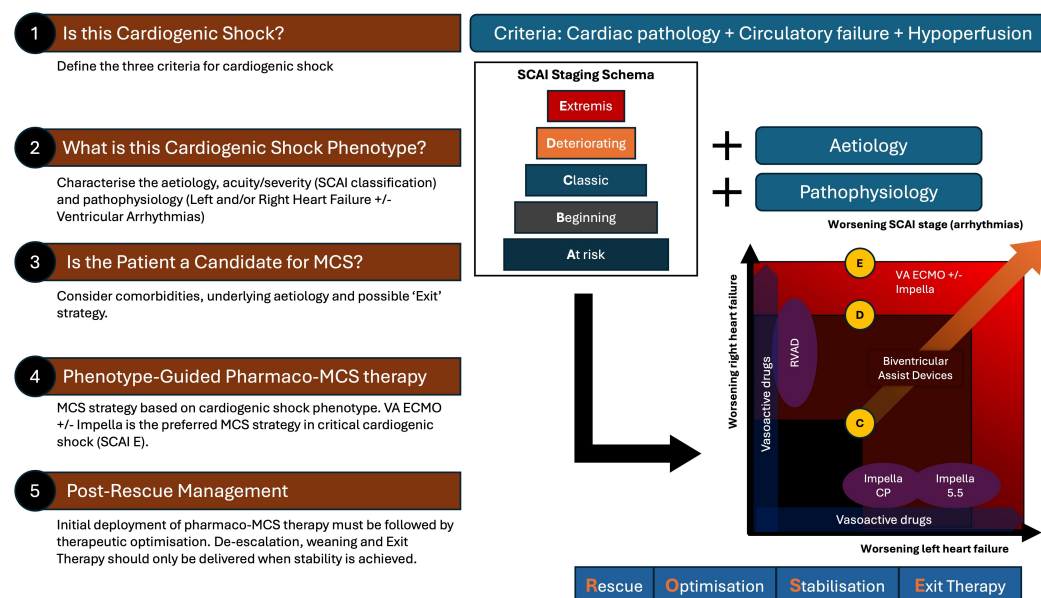 1 Is this Cardiogenic Shock?
Define the three criteria for cardiogenic shock
2 What is this Cardiogenic Shock Phenotype?
Characterise the aetiology, acuity/severity (SCAI classification)
and pathophysiology (Left and/or Right Heart Failure +/-
Ventricular Arrhythmias)
3 Is the Patient a Candidate for MCS?
Consider comorbidities, underlying aetiology and possible ‘Exit’
strategy.
4 Phenotype-Guided Pharmaco-MCS therapy
MCS strategy based on cardiogenic shock phenotype. VA ECMO
+/- Impella is the preferred MCS strategy in critical cardiogenic
shock (SCAI E).
5 Post-Rescue Management
Initial deployment of pharmaco-MCS therapy must be followed by
therapeutic optimisation. De-escalation, weaning and Exit
Therapy should only be delivered when stability is achieved.
Criteria: Cardiac pathology + Circulatory failure + Hypoperfusion
SCAI Staging Schema
Extremis
Deteriorating
Classic
Beginning
At risk
+ Aetiology
+ Pathophysiology
Worsening SCAI stage (arrhythmias)
Worsening right heart failure
Vasoactive drugs
RVAD
E
D
C
VA ECMO +/-
Impella
Biventricular
Assist Devices
Impella
CP
Impella
5.5
Vasoactive drugs
Worsening left heart failure
Rescue Optimisation Stabilisation Exit Therapy